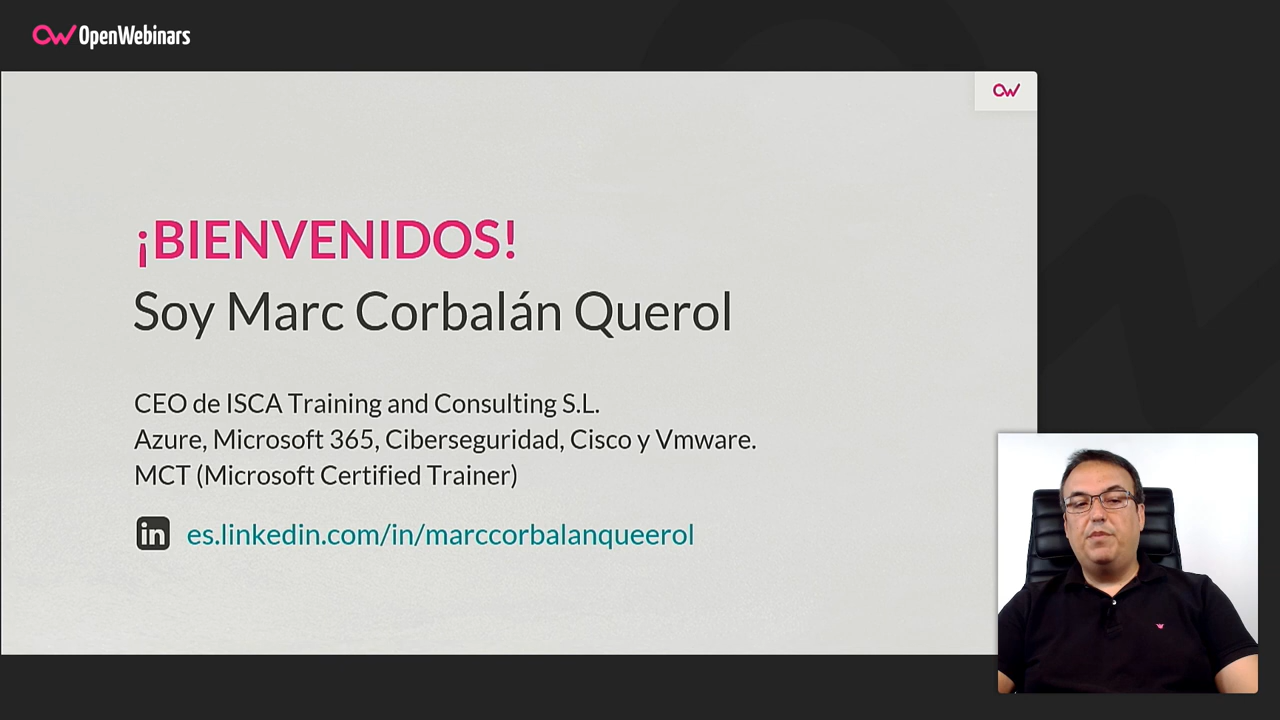 OpenWebinars
¡BIENVENIDOS!
Soy Marc Corbalán Querol
CEO de ISCA Training and Consulting S.L.
Azure, Microsoft 365, Ciberseguridad, Cisco y Vmware.
MCT (Microsoft Certified Trainer)
in es.linkedin.com/in/marccorbalanqueerol